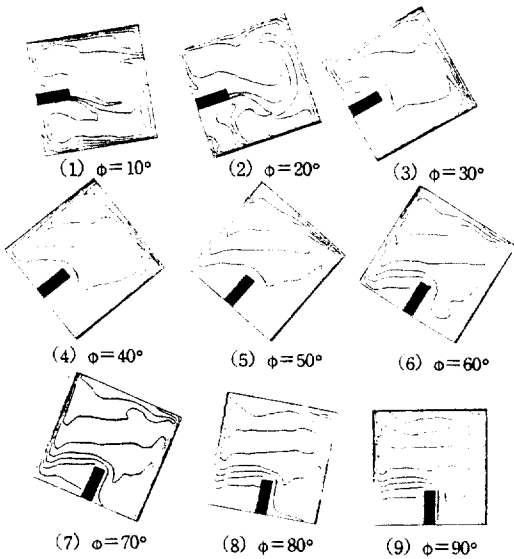 (1) φ=10° (2) φ=20° (3) φ=30°
(4) φ=40° (5) φ=50° (6) φ=60°
(7) φ=70° (8) φ=80° (9) φ=90°